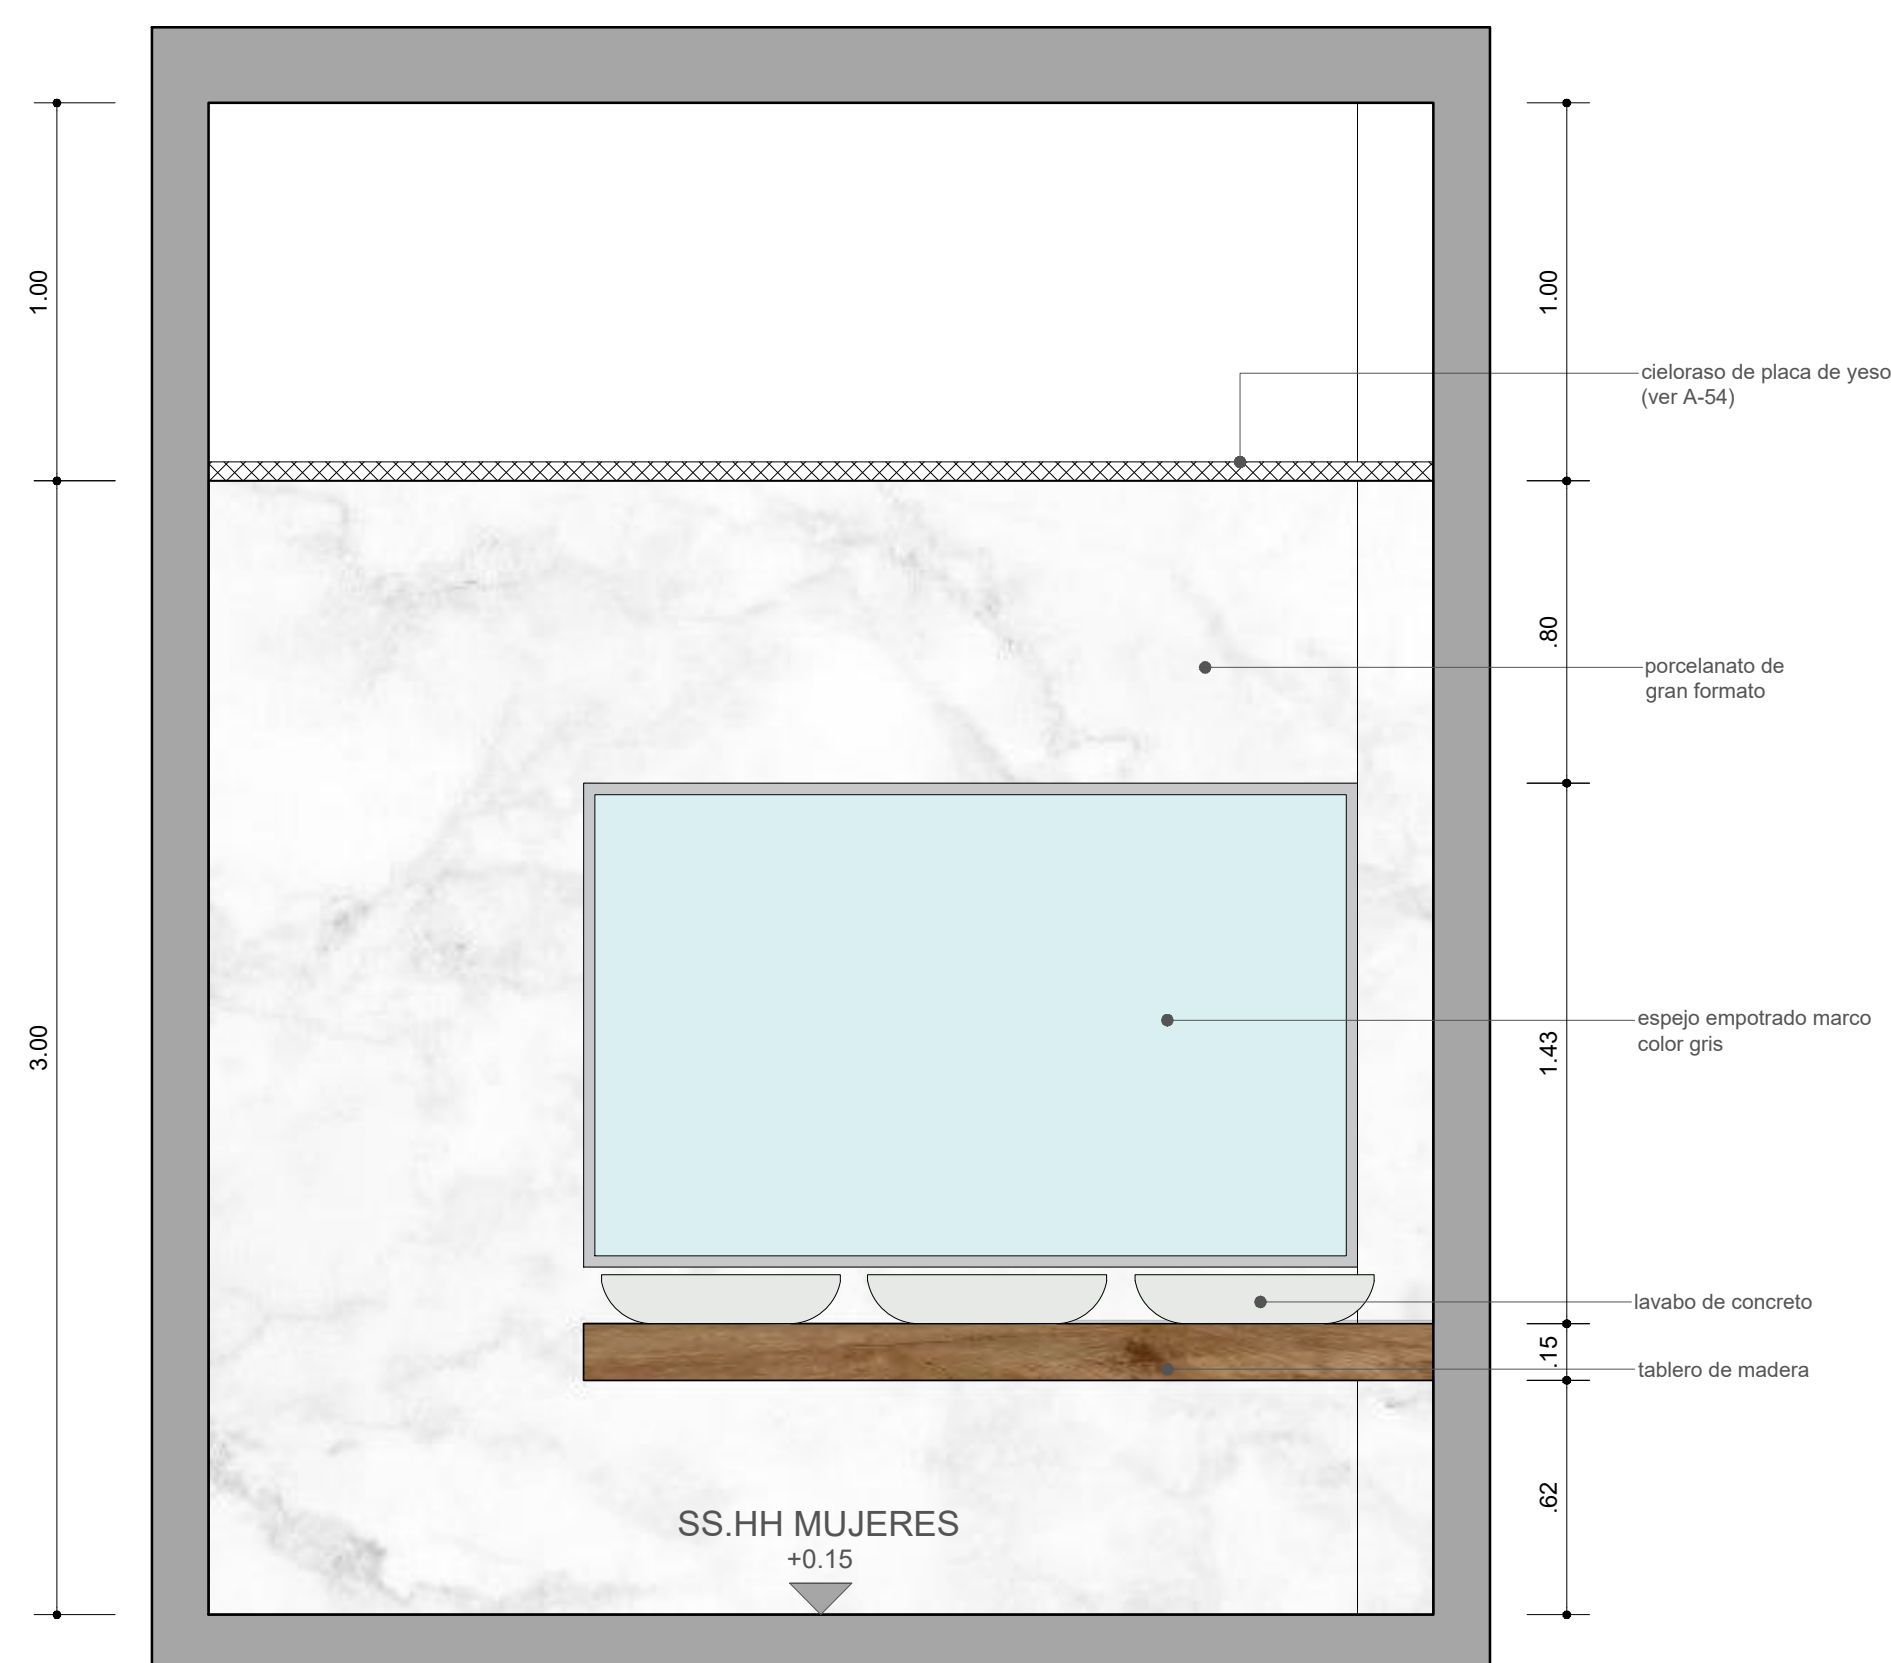 1.00
1.00
cieloraso de placa de yeso
(ver A-54)
.80
porcelanato de
gran formato
3.00
espejo empotrado marco
color gris
1.43
lavabo de concreto
.15
tablero de madera
.62
SS.HH MUJERES
+0.15